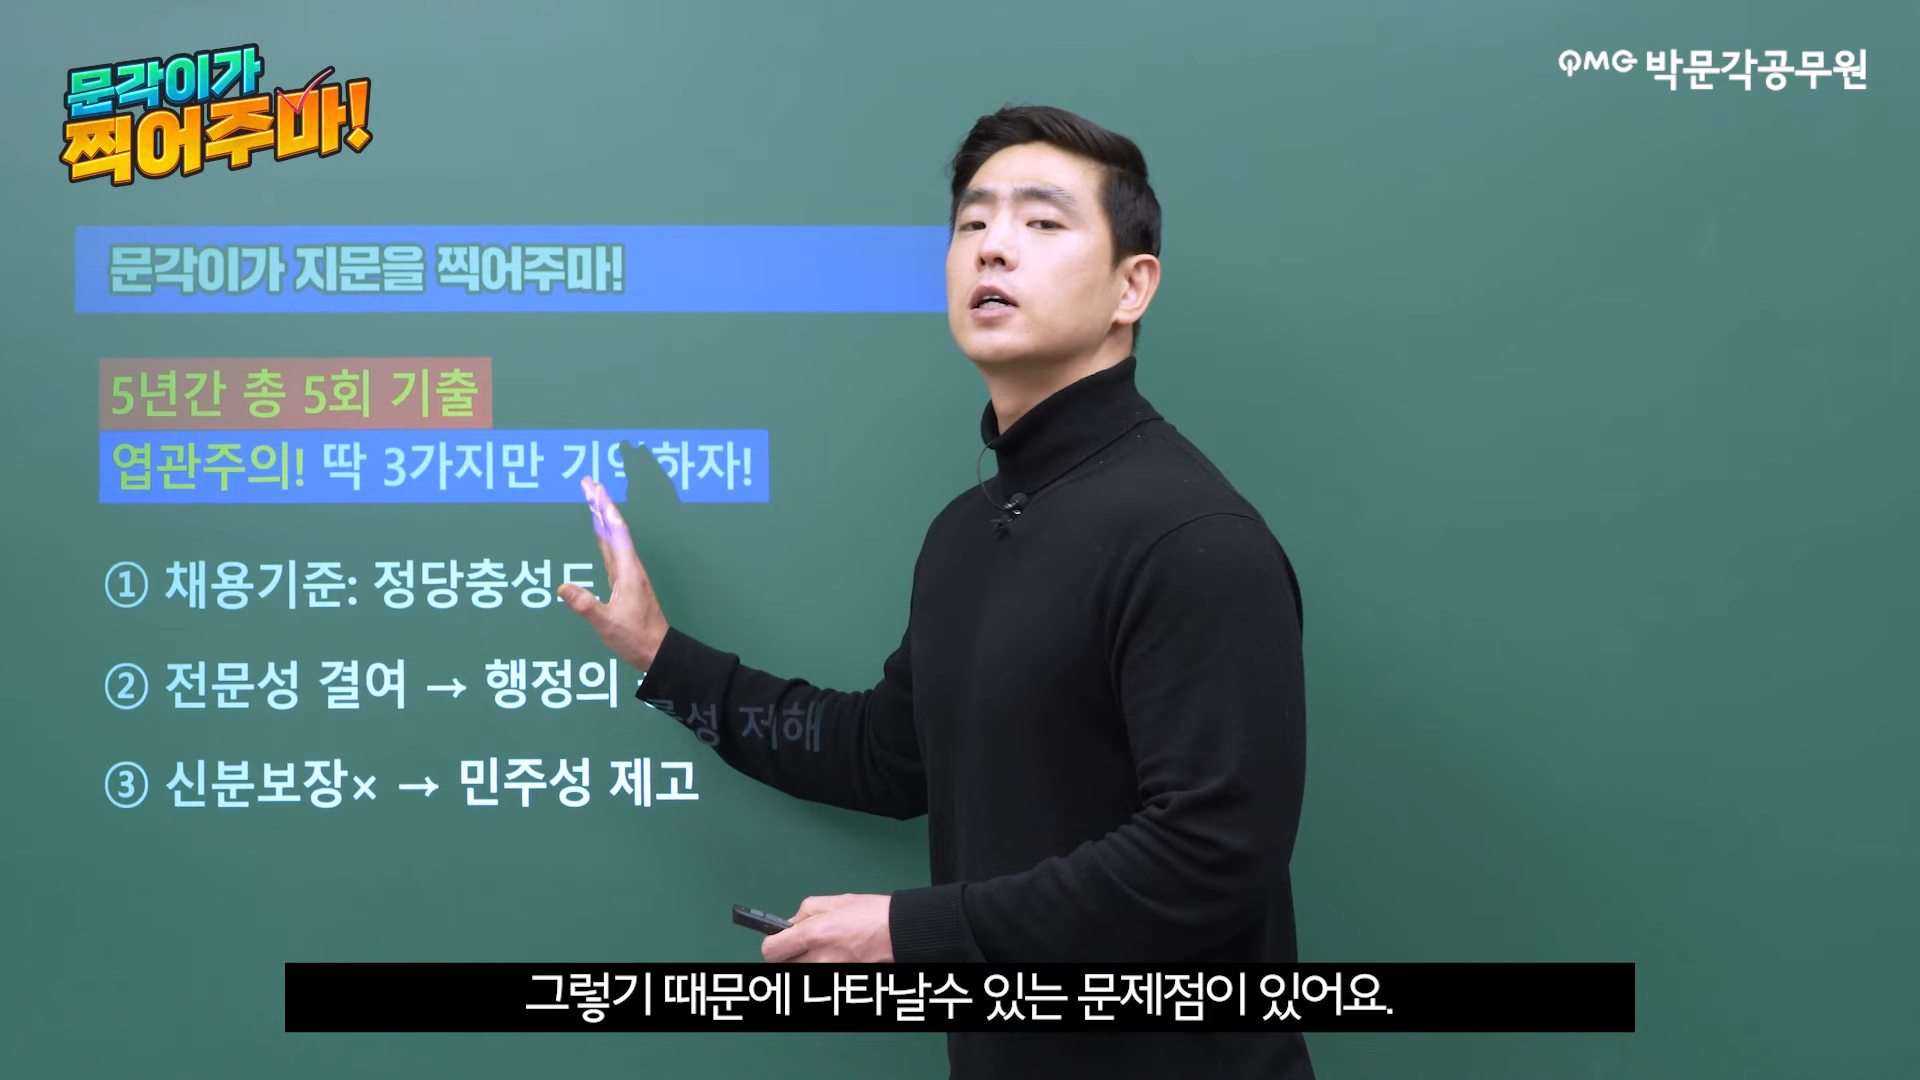 문각이가
찍어주마!
PMG 박문각공무원
문각이가 지문을 찍어주마!
5년간 총 5회 기출
엽관주의! 딱 3가지만 기억하자!
① 채용기준: 정당충성도
② 전문성 결여 → 행정의 저해
③ 신분보장× → 민주성 제고
그렇기 때문에 나타날수 있는 문제점이 있어요.